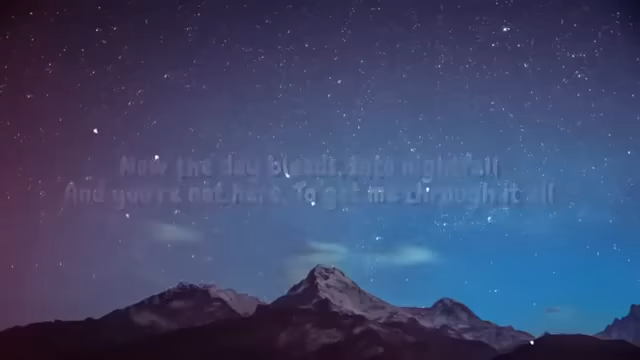 Now the day bleeds, into nightfall
And you're not here, To get me through it all